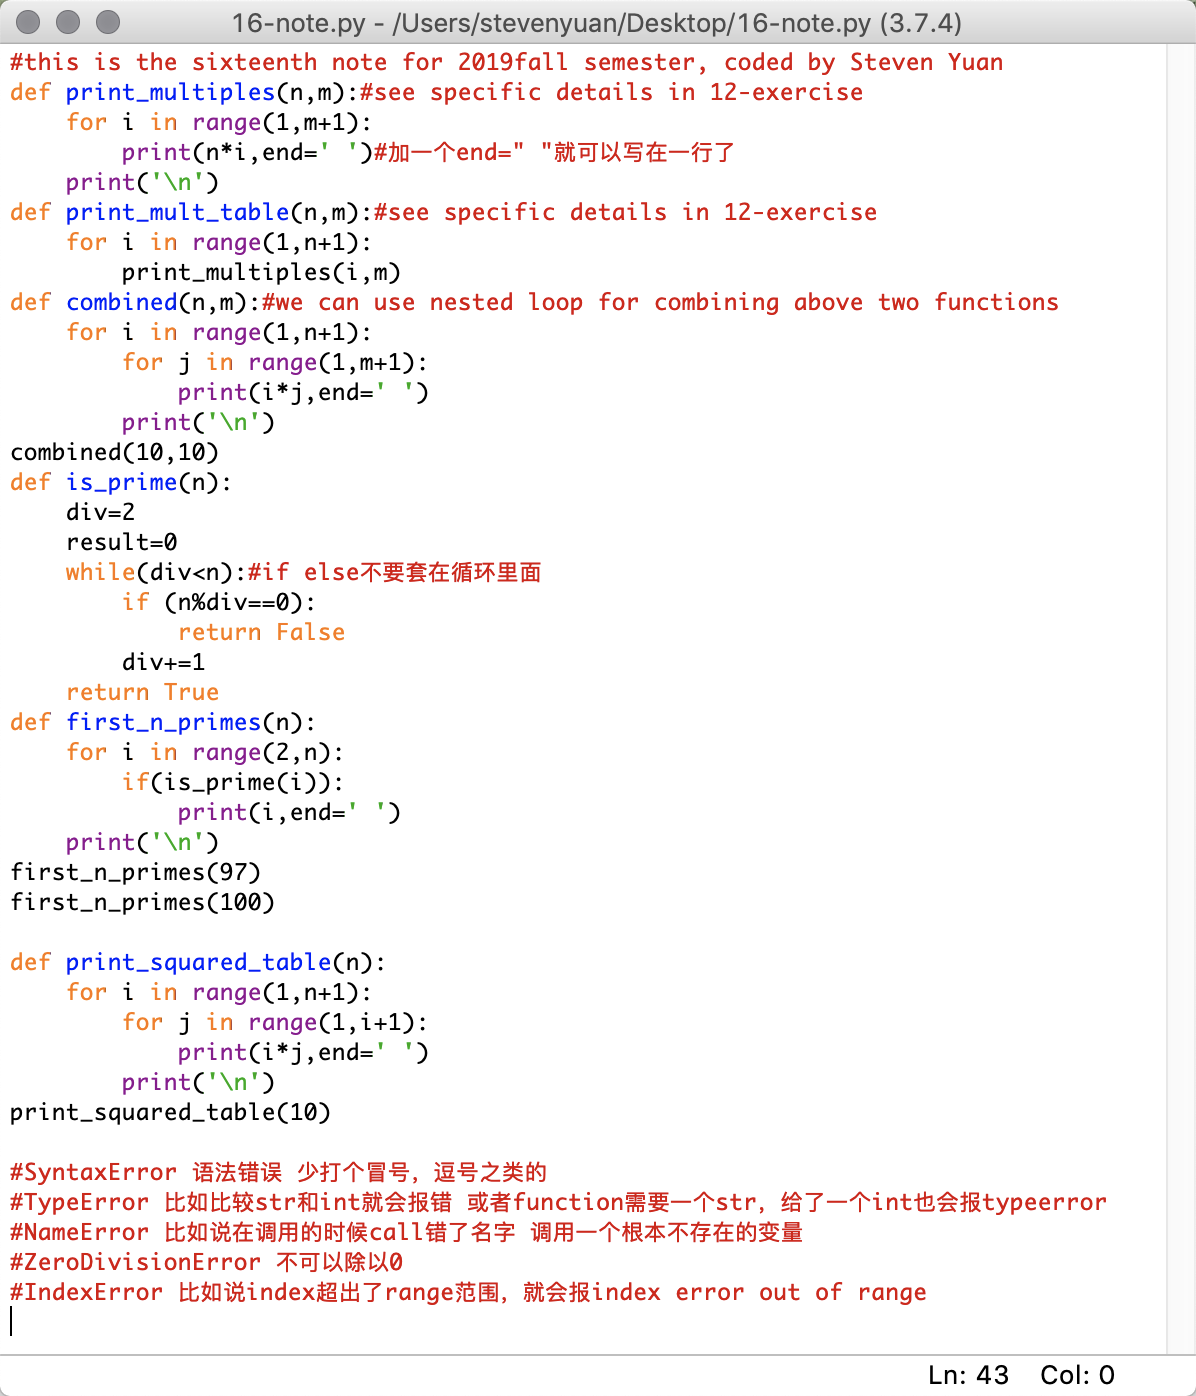 16-note.py - /Users/stevenyuan/Desktop/16-note.py (3.7.4)
#this is the sixteenth note for 2019fall semester, coded by Steven Yuan
def print_multiples(n,m):#see specific details in 12-exercise
    for i in range(1,m+1):
        print(n*i,end=' ')#加一个end=" "就可以写在一行了
    print('\n')
def print_mult_table(n,m):#see specific details in 12-exercise
    for i in range(1,n+1):
        print_multiples(i,m)
def combined(n,m):#we can use nested loop for combining above two functions
    for i in range(1,n+1):
        for j in range(1,m+1):
            print(i*j,end=' ')
        print('\n')
combined(10,10)
def is_prime(n):
    div=2
    result=0
    while(div<n):#if else不要套在循环里面
        if (n%div==0):
            return False
        div+=1
    return True
def first_n_primes(n):
    for i in range(2,n):
        if(is_prime(i)):
            print(i,end=' ')
    print('\n')
first_n_primes(97)
first_n_primes(100)

def print_squared_table(n):
    for i in range(1,n+1):
        for j in range(1,i+1):
            print(i*j,end=' ')
        print('\n')
print_squared_table(10)

#SyntaxError 语法错误 少打个冒号，逗号之类的
#TypeError 比如比较str和int就会报错 或者function需要一个str，给了一个int也会报typeerror
#NameError 比如说在调用的时候call错了名字 调用一个根本不存在的变量
#ZeroDivisionError 不可以除以0
#IndexError 比如说index超出了range范围，就会报index error out of range
Ln: 43 Col: 0